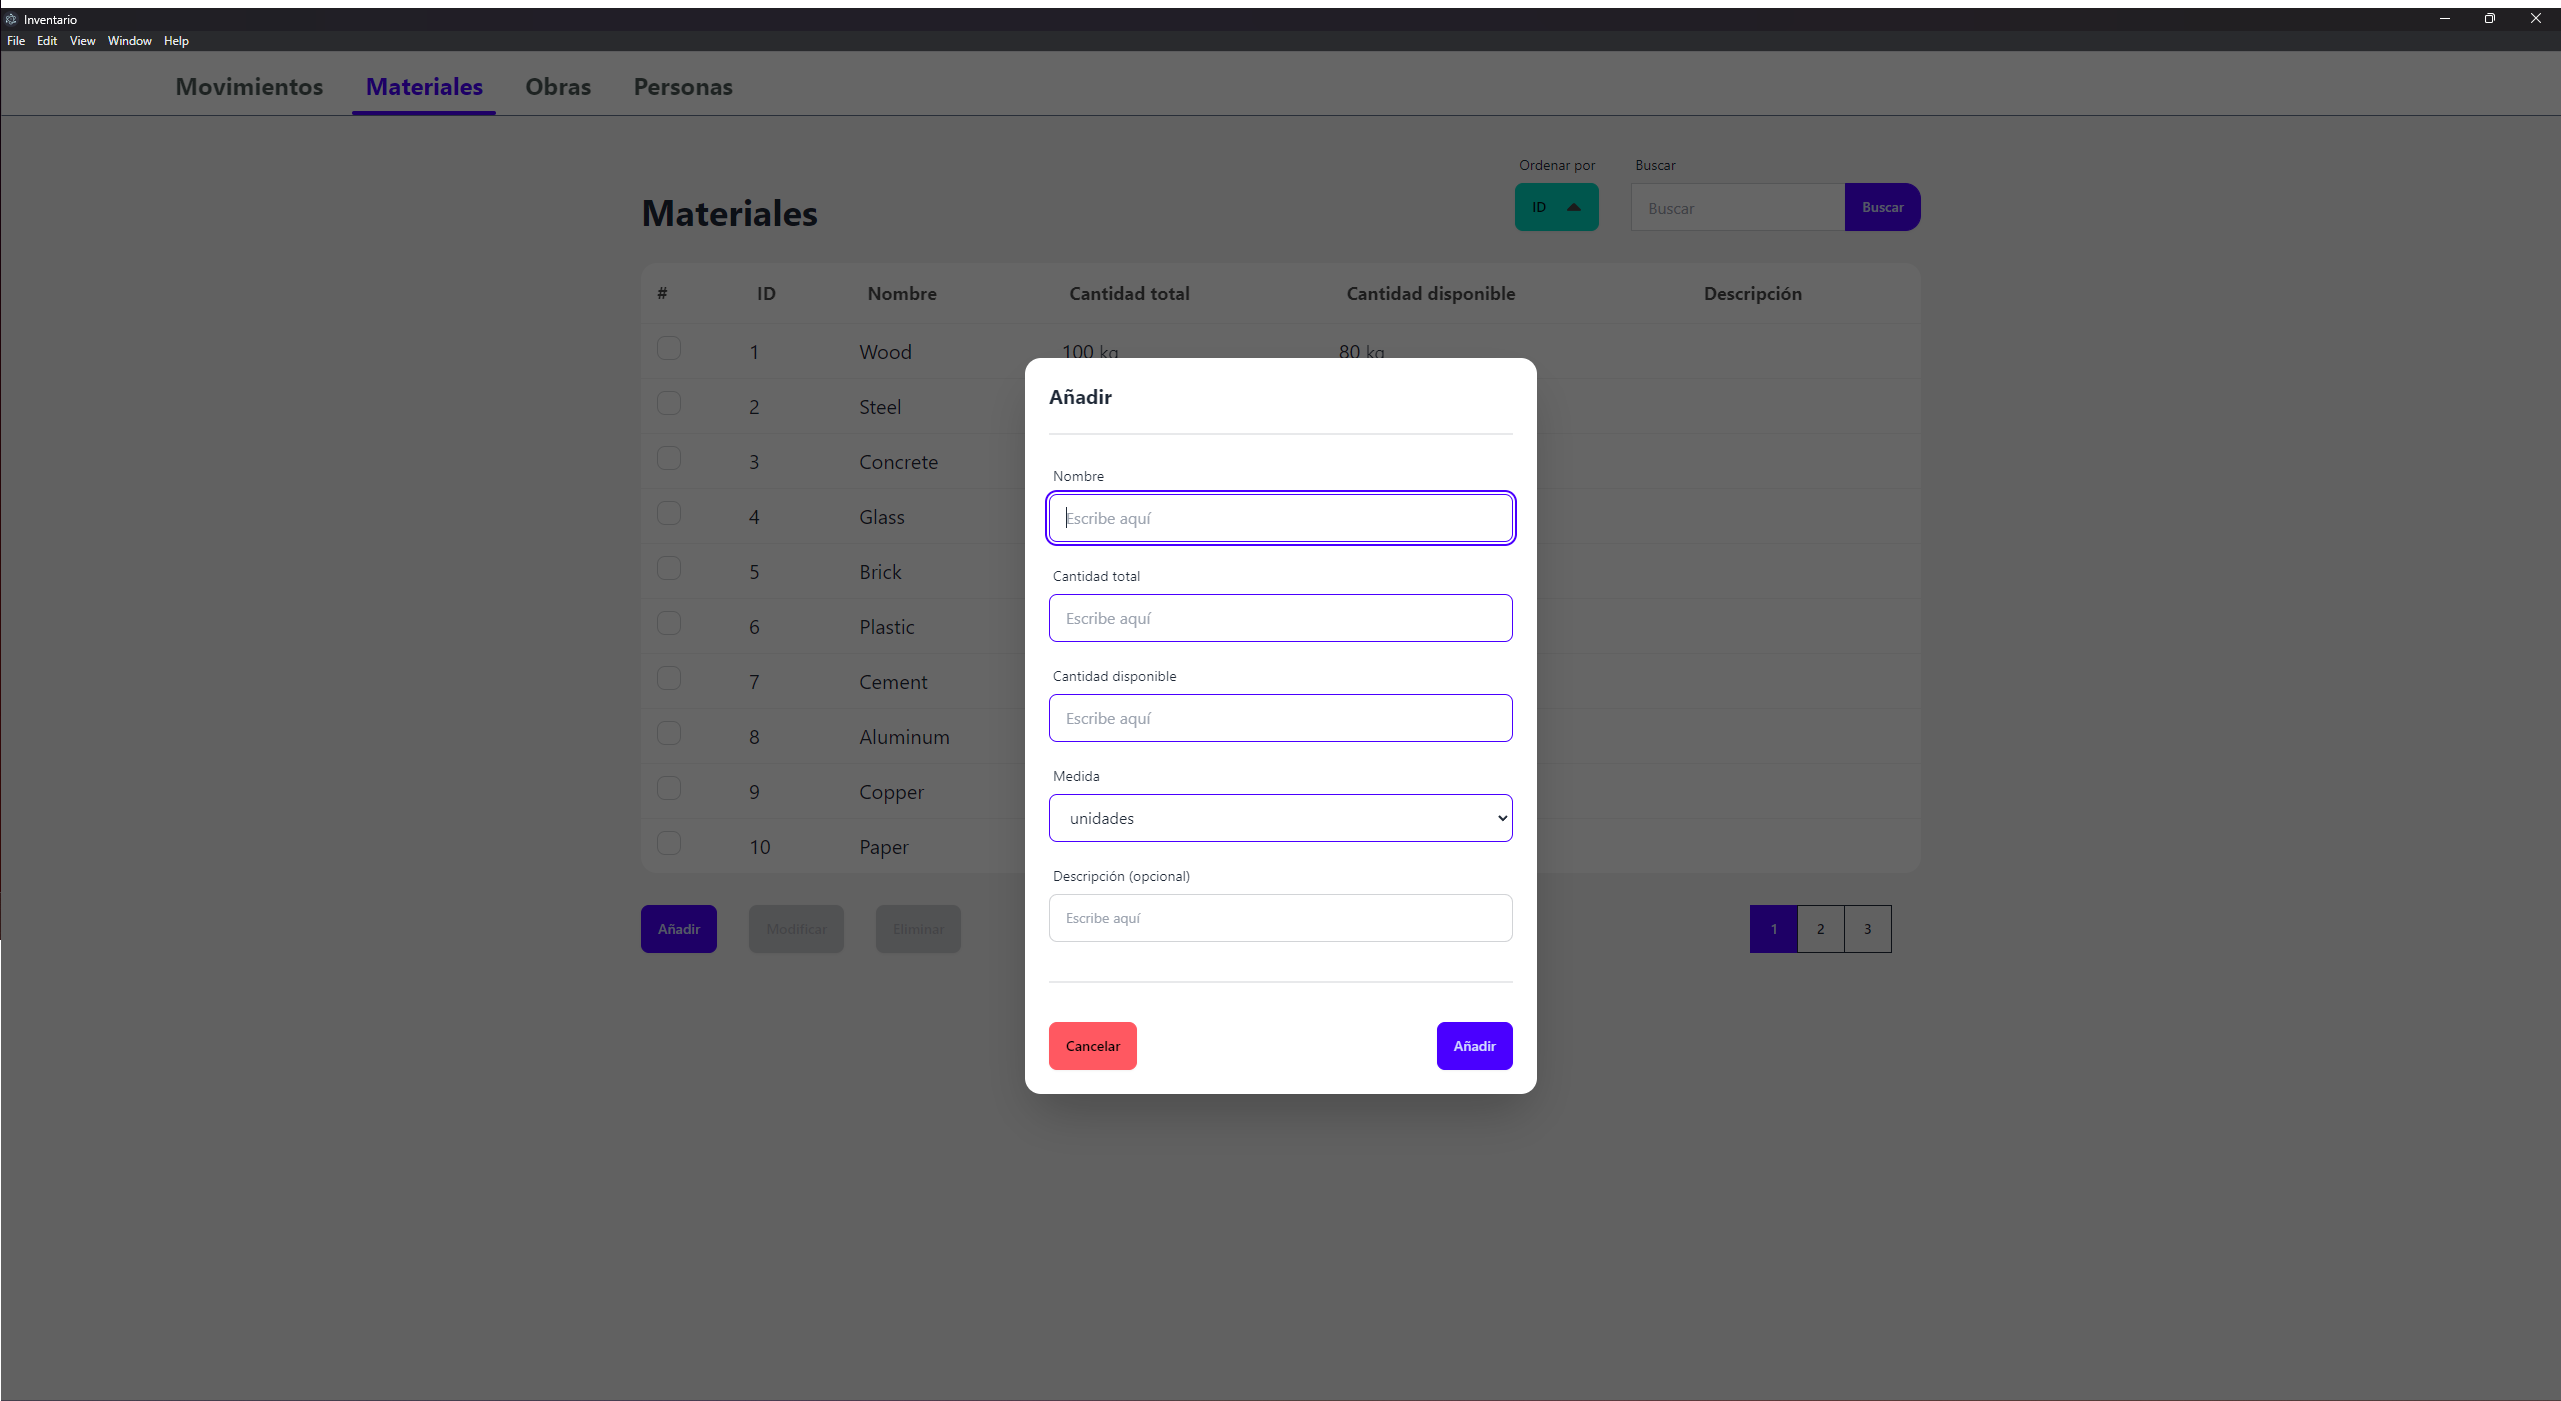 Inventario
File Edit View Window Help
Movimientos Materiales Obras Personas
Ordenar por Buscar
Materiales
ID Buscar Buscar
# ID Nombre Cantidad total Cantidad disponible Descripción
1 Wood 100 kg 80 kg
2 Steel
3 Concrete
4 Glass
5 Brick
6 Plastic
7 Cement
8 Aluminum
9 Copper
10 Paper
Añadir Modificar Eliminar
1 2 3
Añadir
Nombre
Escribe aquí
Cantidad total
Escribe aquí
Cantidad disponible
Escribe aquí
Medida
unidades
Descripción (opcional)
Escribe aquí
Cancelar Añadir